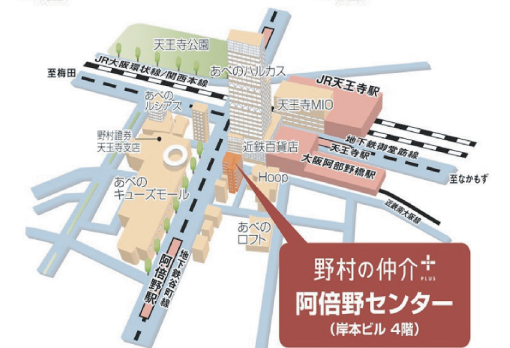 天王寺公園
JR大阪環状線/関西本線
あべのハルカス
至梅田
JR天王寺駅
あべの
ルシアス
天王寺MIO
野村證券
天王寺支店
近鉄百貨店
地下鉄御堂筋線
天王寺駅
大阪阿部野橋駅
至なかもず
Hoop
あべの
キューズモール
近鉄南大阪線
あべの
ロフト
地下鉄谷町線
阿倍野駅
野村の仲介+
PLUS
阿倍野センター
(岸本ビル 4階)